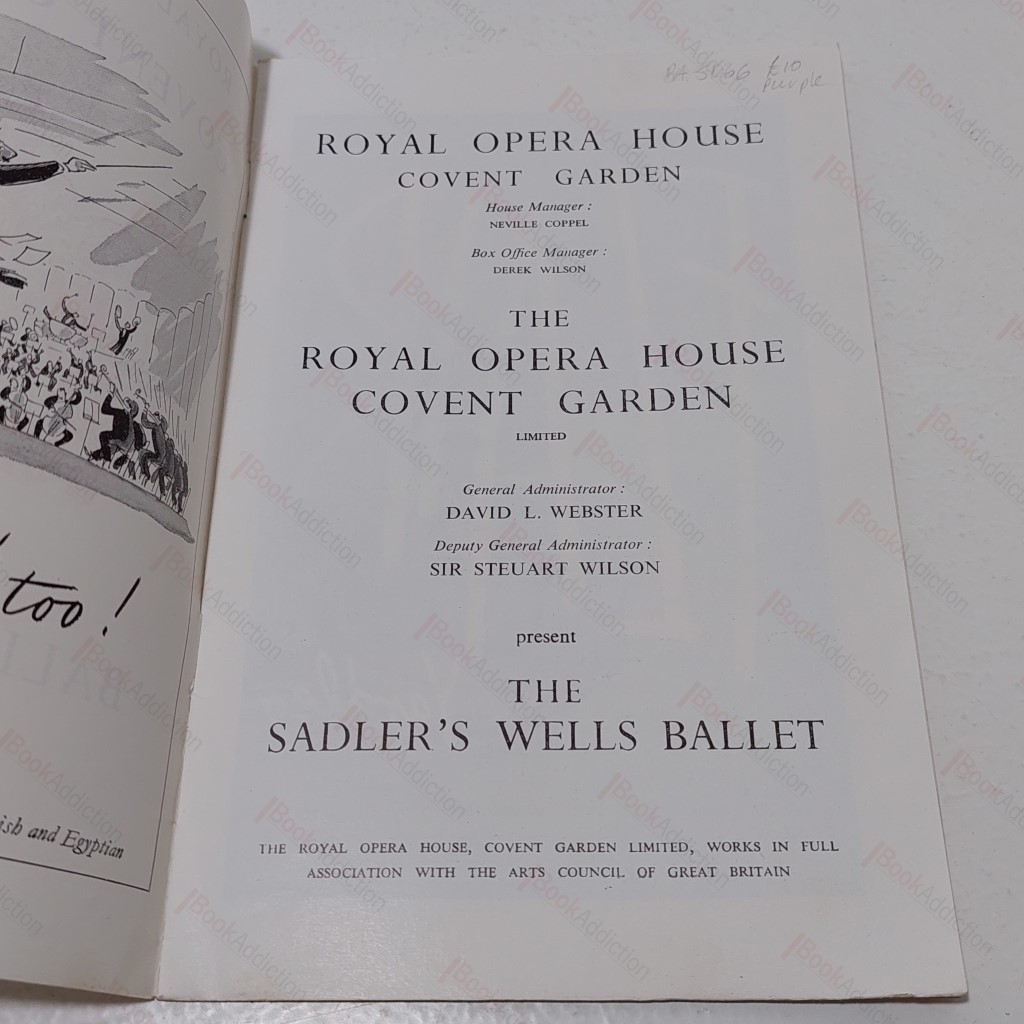 too!
ish and Egyptian
£10
purple
ROYAL OPERA HOUSE
COVENT GARDEN
House Manager :
NEVILLE COPPEL
Box Office Manager :
DEREK WILSON
THE
ROYAL OPERA HOUSE
COVENT GARDEN
LIMITED
General Administrator :
DAVID L. WEBSTER
Deputy General Administrator :
SIR STEUART WILSON
present
THE
SADLER'S WELLS BALLET
THE ROYAL OPERA HOUSE, COVENT GARDEN LIMITED, WORKS IN FULL
ASSOCIATION WITH THE ARTS COUNCIL OF GREAT BRITAIN
BookAddiction